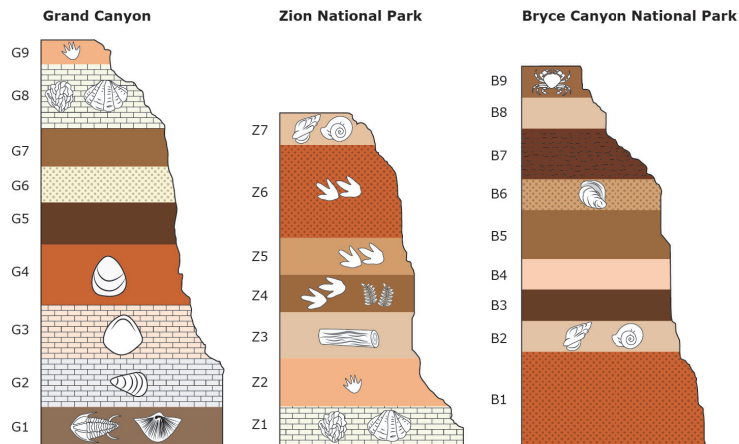 Grand Canyon
G9
G8
G7
G6
G5
G4
G3
G2
G1
Zion National Park
Z7
Z6
Z5
Z4
Z3
Z2
Z1
Bryce Canyon National Park
B9
B8
B7
B6
B5
B4
B3
B2
B1